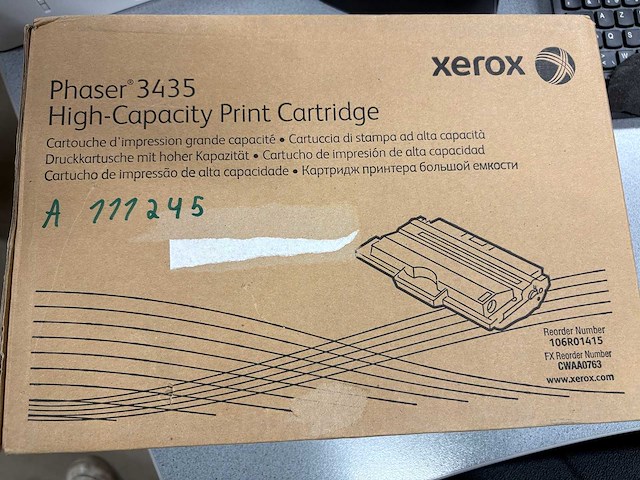 xerox
Phaser® 3435
High-Capacity Print Cartridge
Cartouche d'impression grande capacité • Cartuccia di stampa ad alta capacità
Druckkartusche mit hoher Kapazität • Cartucho de impresión de alta capacidad
Cartucho de impressão de alta capacidade • Картридж принтера большой емкости
A 111245
Reorder Number
106R01415
FX Reorder Number
CWAA0763
www.xerox.com